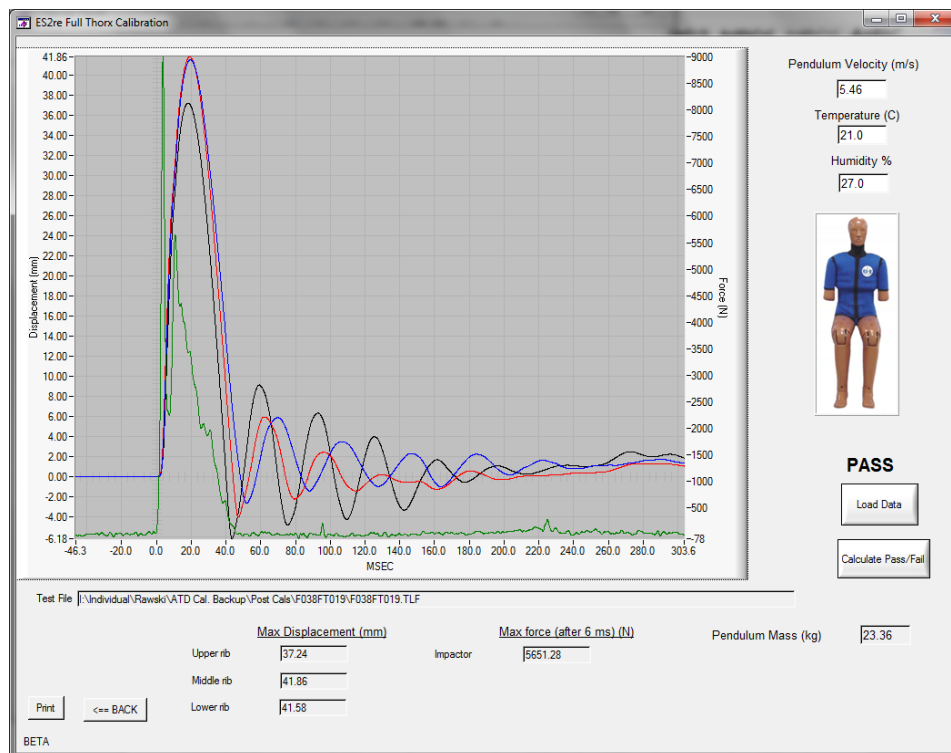 ES2re Full Thorx Calibration
41.86
40.00
38.00
36.00
34.00
32.00
30.00
28.00
26.00
24.00
22.00
20.00
18.00
16.00
14.00
12.00
10.00
8.00
6.00
4.00
2.00
0.00
-2.00
-4.00
-6.18
Displacement (mm)
-46.3 -20.0 0.0 20.0 40.0 60.0 80.0 100.0 120.0 140.0 160.0 180.0 200.0 220.0 240.0 260.0 280.0 303.6
MSEC
9000
8500
8000
7500
7000
6500
6000
5500
5000
4500
4000
3500
3000
2500
2000
1500
1000
500
-78
Force (N)
Pendulum Velocity (m/s)
5.46
Temperature (C)
21.0
Humidity %
27.0
PASS
Load Data
Calculate Pass/Fail
Test File I:\Individual\Rawski\ATD Cal. Backup\Post Cals\F038FT019\F038FT019.TLF
Max Displacement (mm) Max force (after 6 ms) (N) Pendulum Mass (kg) 23.36
Upper rib 37.24 Impactor 5651.28
Middle rib 41.86
Lower rib 41.58
Print <== BACK
BETA